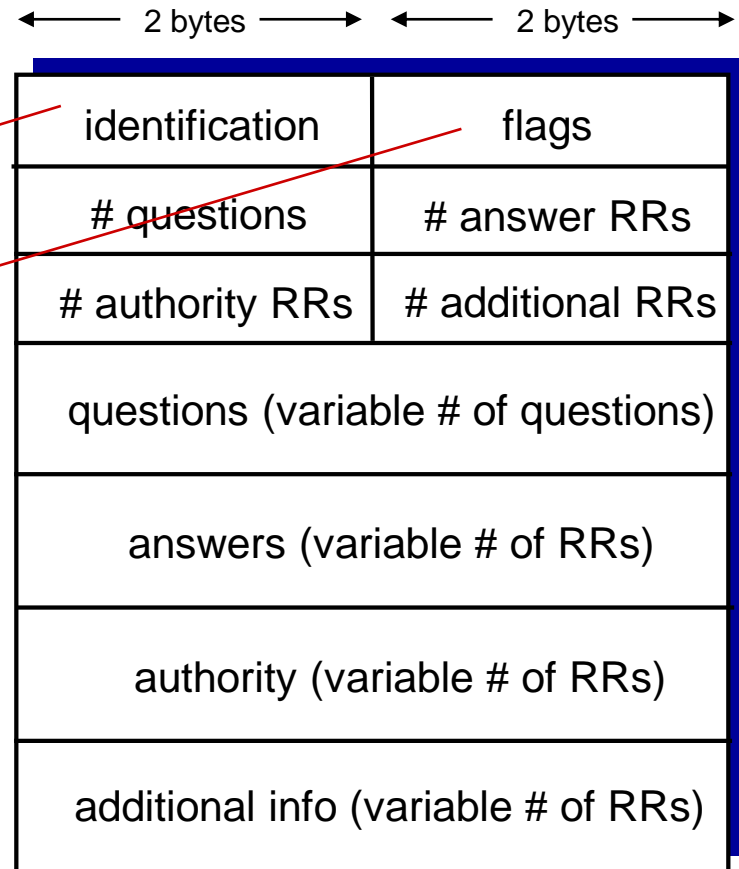 2 bytes 2 bytes
identification flags
# questions # answer RRs
# authority RRs # additional RRs
questions (variable # of questions)
answers (variable # of RRs)
authority (variable # of RRs)
additional info (variable # of RRs)